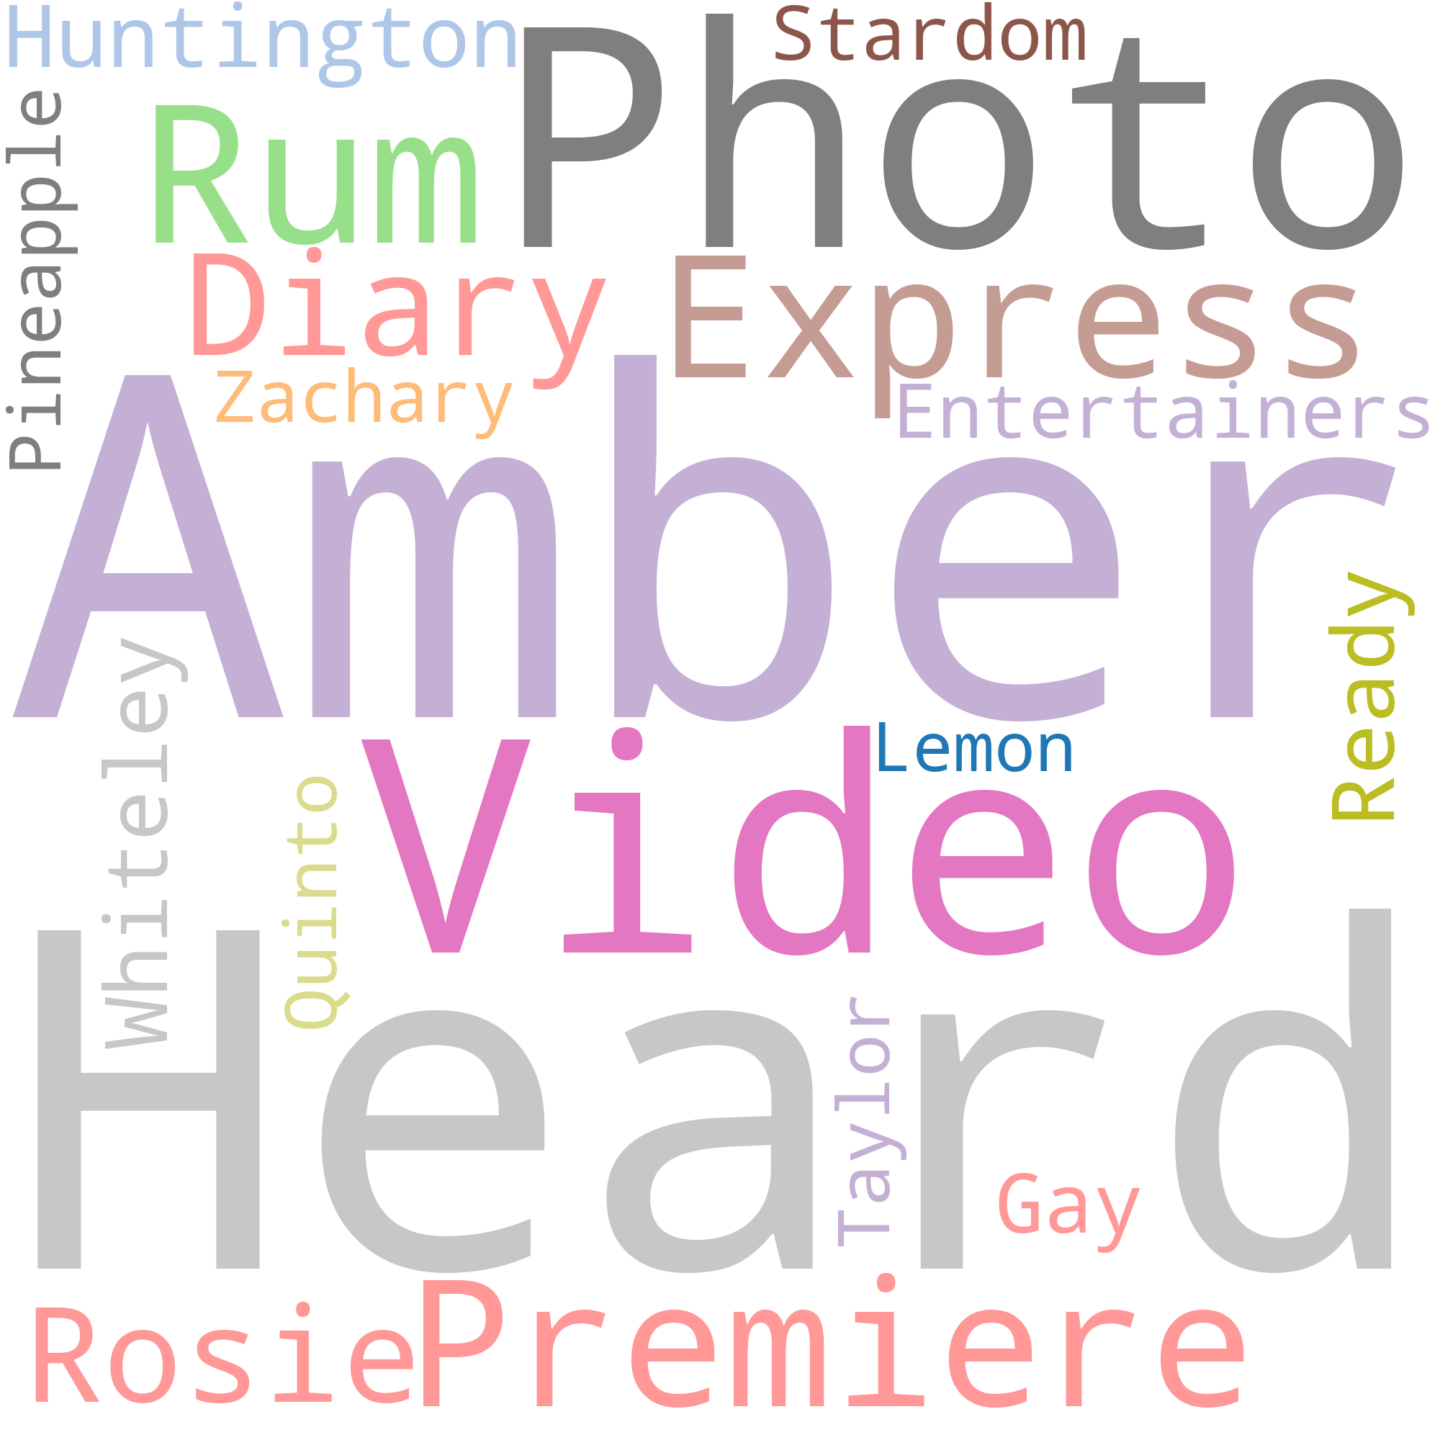 Huntington
Stardom
Photo
Pineapple
Rum
Diary
Express
Zachary
Entertainers
Amber
Ready
Whiteley
Video
Lemon
Quinto
Heard
Taylor
Gay
Rosie
Premiere